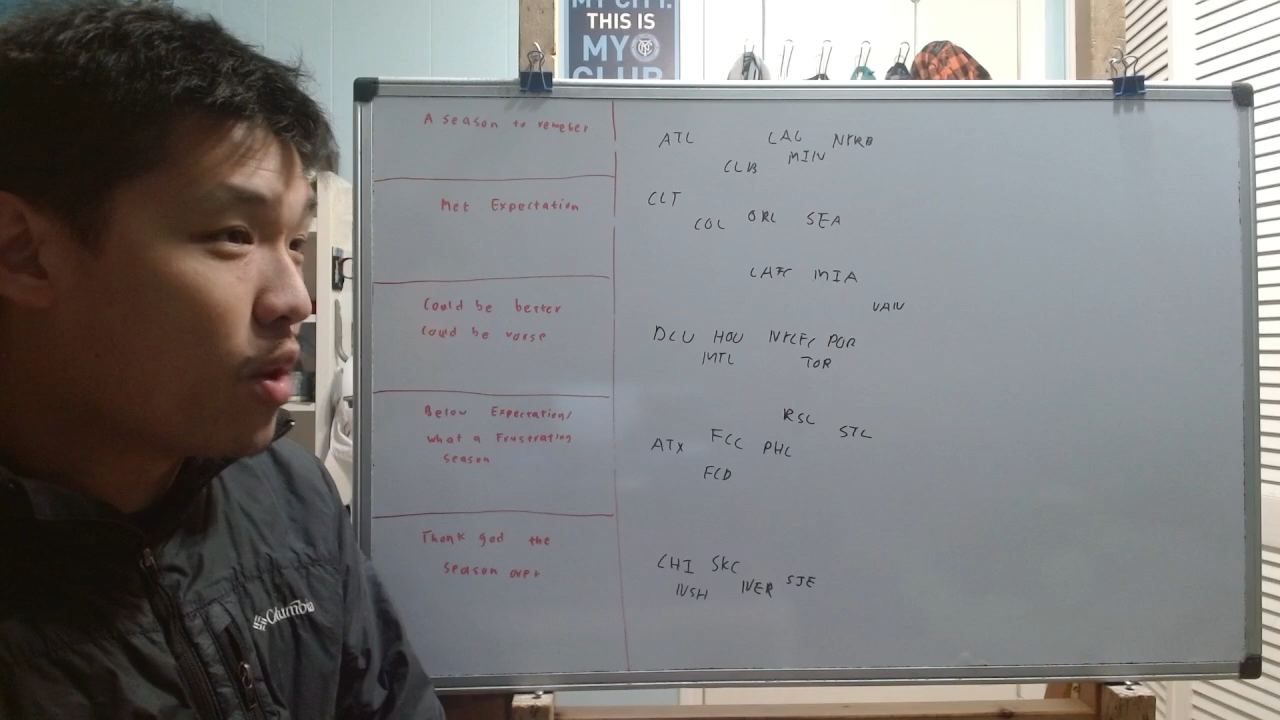 MY CITY.
THIS IS
MY
CLUB
A season to remeber
ATL LAG NYRB
CLB MIN
Met Expectation
CLT
COL ORL SEA
LAFC MIA
Could be better
Could be worse
VAN
DCU HOU NYCFC POR
MTL TOR
Below Expectation/
what a Frustrating
season
RSL
ATX FCC PHL STL
FCD
Thank god the
season over
CHI SKC
NSH NER SJE
Columbia